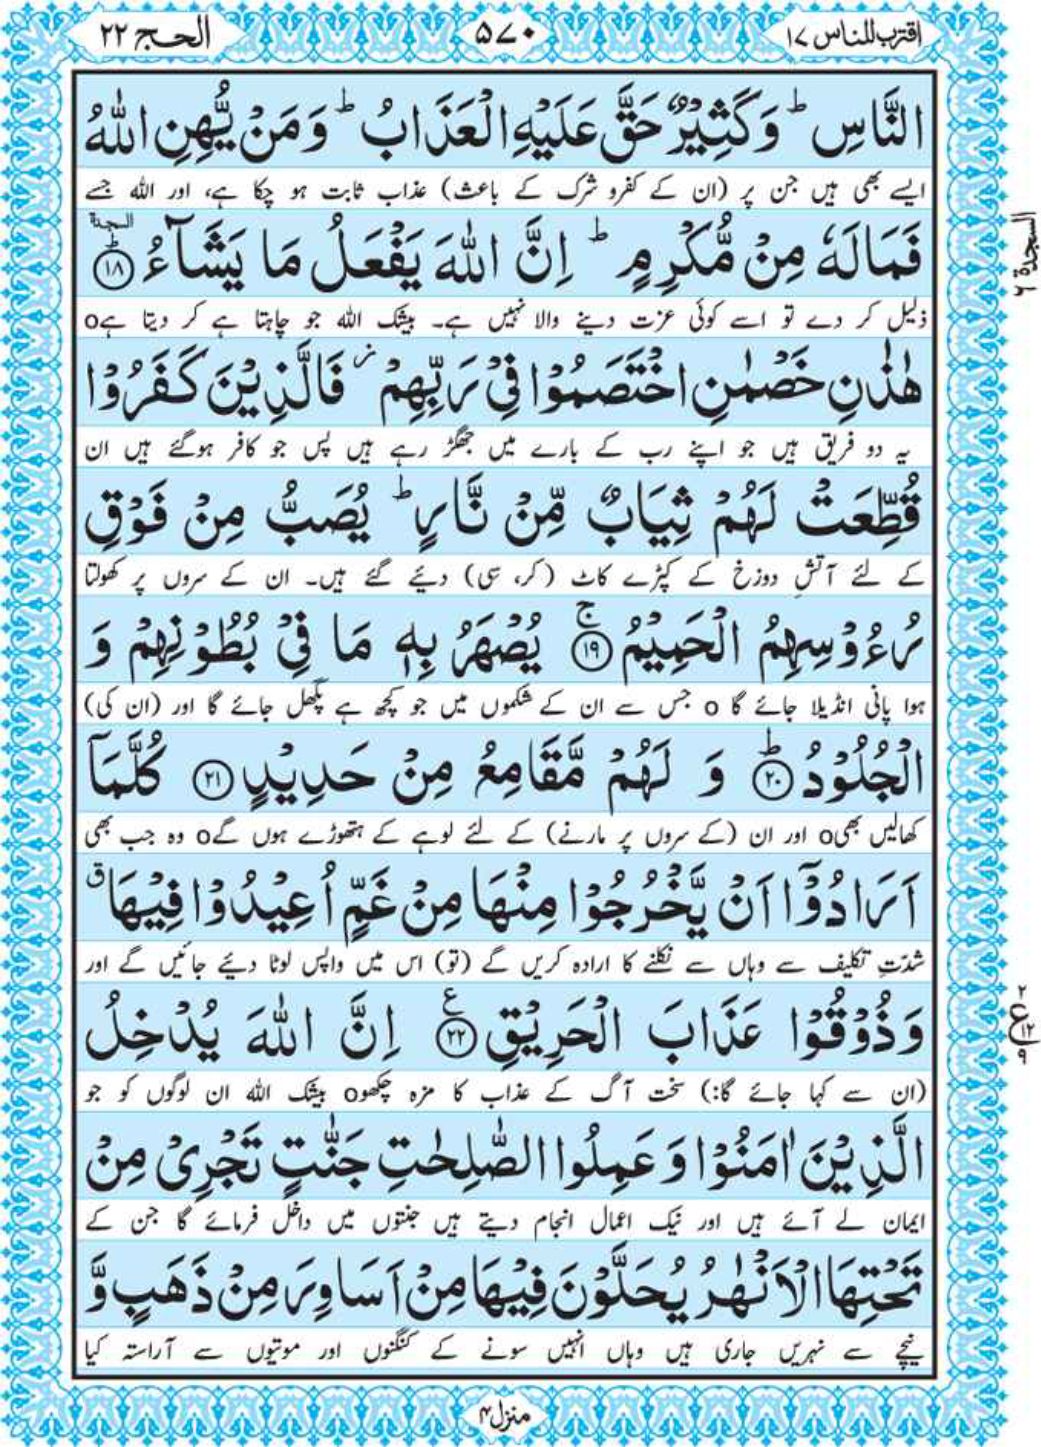 اقترب للناس ١٧
٥٧٠
الحج ٢٢
النَّاسِ ؕ وَكَثِيْرٌ حَقَّ عَلَيْهِ الْعَذَابُ ؕ وَمَنْ يُّهِنِ اللّٰهُ
ایسے بھی ہیں جن پر (ان کے کفر و شرک کے باعث) عذاب ثابت ہو چکا ہے، اور اللہ جسے
فَمَالَهٗ مِنْ مُّكْرِمٍ ؕ اِنَّ اللّٰهَ يَفْعَلُ مَا يَشَآءُ ؕ ﴿۱۸﴾ السجدة
ذلیل کر دے تو اسے کوئی عزت دینے والا نہیں ہے۔ بیشک اللہ جو چاہتا ہے کر دیتا ہےo
السجدة ٦
هٰذٰنِ خَصْمٰنِ اخْتَصَمُوْا فِيْ رَبِّهِمْ ز فَالَّذِيْنَ كَفَرُوْا
یہ دو فریق ہیں جو اپنے رب کے بارے میں جھگڑ رہے ہیں پس جو کافر ہوگئے ہیں ان
قُطِّعَتْ لَهُمْ ثِيَابٌ مِّنْ نَّارٍ ؕ يُصَبُّ مِنْ فَوْقِ
کے لئے آتشِ دوزخ کے کپڑے کاٹ (کر، سی) دیئے گئے ہیں۔ ان کے سروں پر کھولتا
رُءُوْسِهِمُ الْحَمِيْمُ ۚ ﴿۱۹﴾ يُصْهَرُ بِهٖ مَا فِيْ بُطُوْنِهِمْ وَ
ہوا پانی انڈیلا جائے گا o جس سے ان کے شکموں میں جو کچھ ہے پگھل جائے گا اور (ان کی)
الْجُلُوْدُ ؕ ﴿۲۰﴾ وَ لَهُمْ مَّقَامِعُ مِنْ حَدِيْدٍ ﴿۲۱﴾ كُلَّمَآ
کھالیں بھیo اور ان (کے سروں پر مارنے) کے لئے لوہے کے ہتھوڑے ہوں گےo وہ جب بھی
اَرَادُوْٓا اَنْ يَّخْرُجُوْا مِنْهَا مِنْ غَمٍّ اُعِيْدُوْا فِيْهَا ق
شدّتِ تکلیف سے وہاں سے نکلنے کا ارادہ کریں گے (تو) اس میں واپس لوٹا دیئے جائیں گے اور
وَذُوْقُوْا عَذَابَ الْحَرِيْقِ ﴿۲۲﴾ ع اِنَّ اللّٰهَ يُدْخِلُ
٢ ع ١٢ ٩
(ان سے کہا جائے گا:) سخت آگ کے عذاب کا مزہ چکھوo بیشک اللہ ان لوگوں کو جو
الَّذِيْنَ اٰمَنُوْا وَعَمِلُوا الصّٰلِحٰتِ جَنّٰتٍ تَجْرِيْ مِنْ
ایمان لے آئے ہیں اور نیک اعمال انجام دیتے ہیں جنتوں میں داخل فرمائے گا جن کے
تَحْتِهَا الْاَنْهٰرُ يُحَلَّوْنَ فِيْهَا مِنْ اَسَاوِرَ مِنْ ذَهَبٍ وَّ
نیچے سے نہریں جاری ہیں وہاں انہیں سونے کے کنگنوں اور موتیوں سے آراستہ کیا
منزل ٤